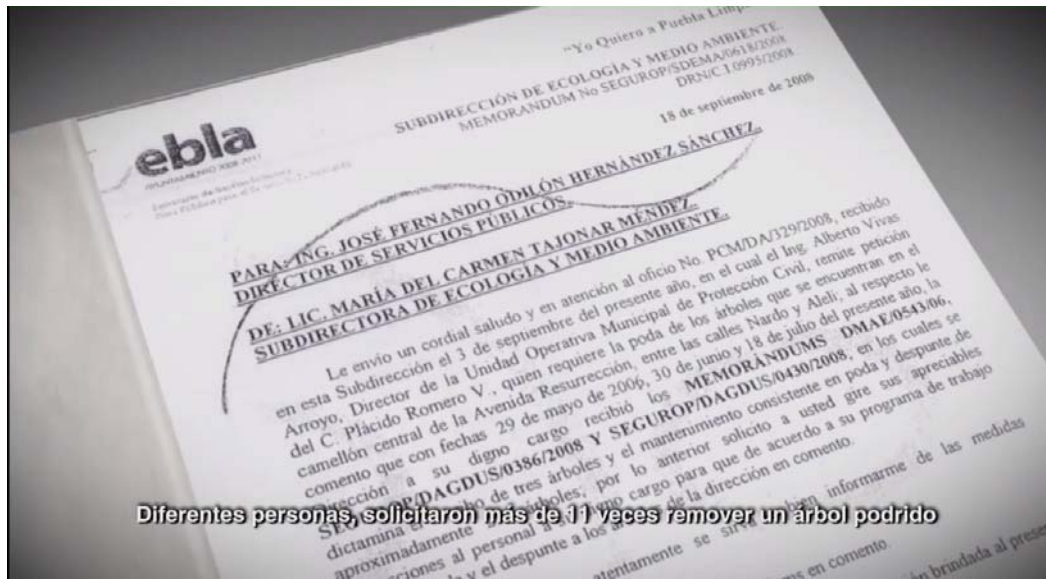 "Yo Quiero a Puebla Limpia
SUBDIRECCIÓN DE ECOLOGÍA Y MEDIO AMBIENTE.
MEMORANDUM No SEGUROP/SDEMA/0618/2008
DRN/C.I.0995/2008
18 de septiembre de 2008
ebla
AYUNTAMIENTO 2008-2011
PARA: ING. JOSÉ FERNANDO ODILÓN HERNÁNDEZ SÁNCHEZ.
DIRECTOR DE SERVICIOS PÚBLICOS.
DE: LIC. MARÍA DEL CARMEN TAJONAR MÉNDEZ.
SUBDIRECTORA DE ECOLOGÍA Y MEDIO AMBIENTE.
Le envío un cordial saludo y en atención al oficio No. PCM/DA/329/2008, recibido
en esta Subdirección el 3 de septiembre del presente año, en el cual el Ing. Alberto Vivas
Arroyo, Director de la Unidad Operativa Municipal de Protección Civil, remite petición
del C. Plácido Romero V., quien requiere la poda de los árboles que se encuentran en el
camellón central de la Avenida Resurrección, entre las calles Nardo y Alelí; al respecto le
comento que con fechas 29 de mayo de 2006, 30 de junio y 18 de julio del presente año, la
Dirección a su digno cargo recibió los MEMORÁNDUMS DMAE/0543/06,
SEGUROP/DAGDUS/0386/2008 Y SEGUROP/DAGDUS/0430/2008, en los cuales se
dictamina el de tres árboles y el mantenimiento consistente en poda y despunte de
aproximadamente árboles; por lo anterior solicito a usted gire sus apreciables
al personal a su digno cargo para que de acuerdo a su programa de trabajo
y el despunte a los de la dirección en comento.
atentamente se sirva informarme de las medidas
en comento.
brindada al
Diferentes personas, solicitaron más de 11 veces remover un árbol podrido